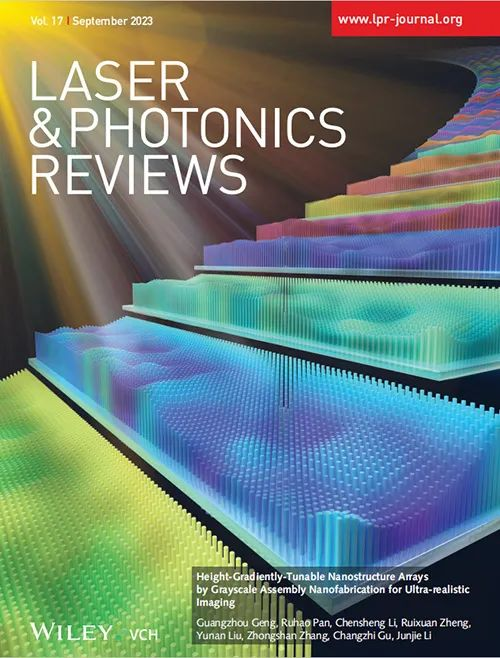 Vol. 17 | September 2023
www.lpr-journal.org
LASER
& PHOTONICS
REVIEWS
Height-Gradiently-Tunable Nanostructure Arrays
by Grayscale Assembly Nanofabrication for Ultra-realistic
Imaging
Guangzhou Geng, Ruhao Pan, Chensheng Li, Ruixuan Zheng,
Yunan Liu, Zhongshan Zhang, Changzhi Gu, Junjie Li
WILEY-VCH